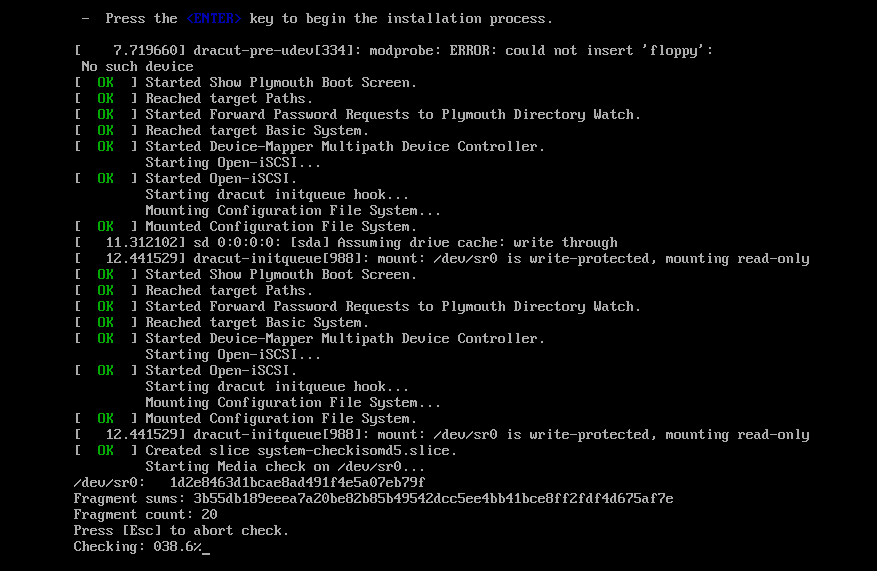 - Press the <ENTER> key to begin the installation process.
[    7.719660] dracut-pre-udev[334]: modprobe: ERROR: could not insert 'floppy':
 No such device
[  OK  ] Started Show Plymouth Boot Screen.
[  OK  ] Reached target Paths.
[  OK  ] Started Forward Password Requests to Plymouth Directory Watch.
[  OK  ] Reached target Basic System.
[  OK  ] Started Device-Mapper Multipath Device Controller.
         Starting Open-iSCSI...
[  OK  ] Started Open-iSCSI.
         Starting dracut initqueue hook...
         Mounting Configuration File System...
[  OK  ] Mounted Configuration File System.
[   11.312102] sd 0:0:0:0: [sda] Assuming drive cache: write through
[   12.441529] dracut-initqueue[988]: mount: /dev/sr0 is write-protected, mounting read-only
[  OK  ] Started Show Plymouth Boot Screen.
[  OK  ] Reached target Paths.
[  OK  ] Started Forward Password Requests to Plymouth Directory Watch.
[  OK  ] Reached target Basic System.
[  OK  ] Started Device-Mapper Multipath Device Controller.
         Starting Open-iSCSI...
[  OK  ] Started Open-iSCSI.
         Starting dracut initqueue hook...
         Mounting Configuration File System...
[  OK  ] Mounted Configuration File System.
[   12.441529] dracut-initqueue[988]: mount: /dev/sr0 is write-protected, mounting read-only
[  OK  ] Created slice system-checkisomd5.slice.
         Starting Media check on /dev/sr0...
/dev/sr0:   1d2e8463d1bcae8ad491f4e5a07eb79f
Fragment sums: 3b55db189eeea7a20be82b85b49542dcc5ee4bb41bce8ff2fdf4d675af7e
Fragment count: 20
Press [Esc] to abort check.
Checking: 038.6%_